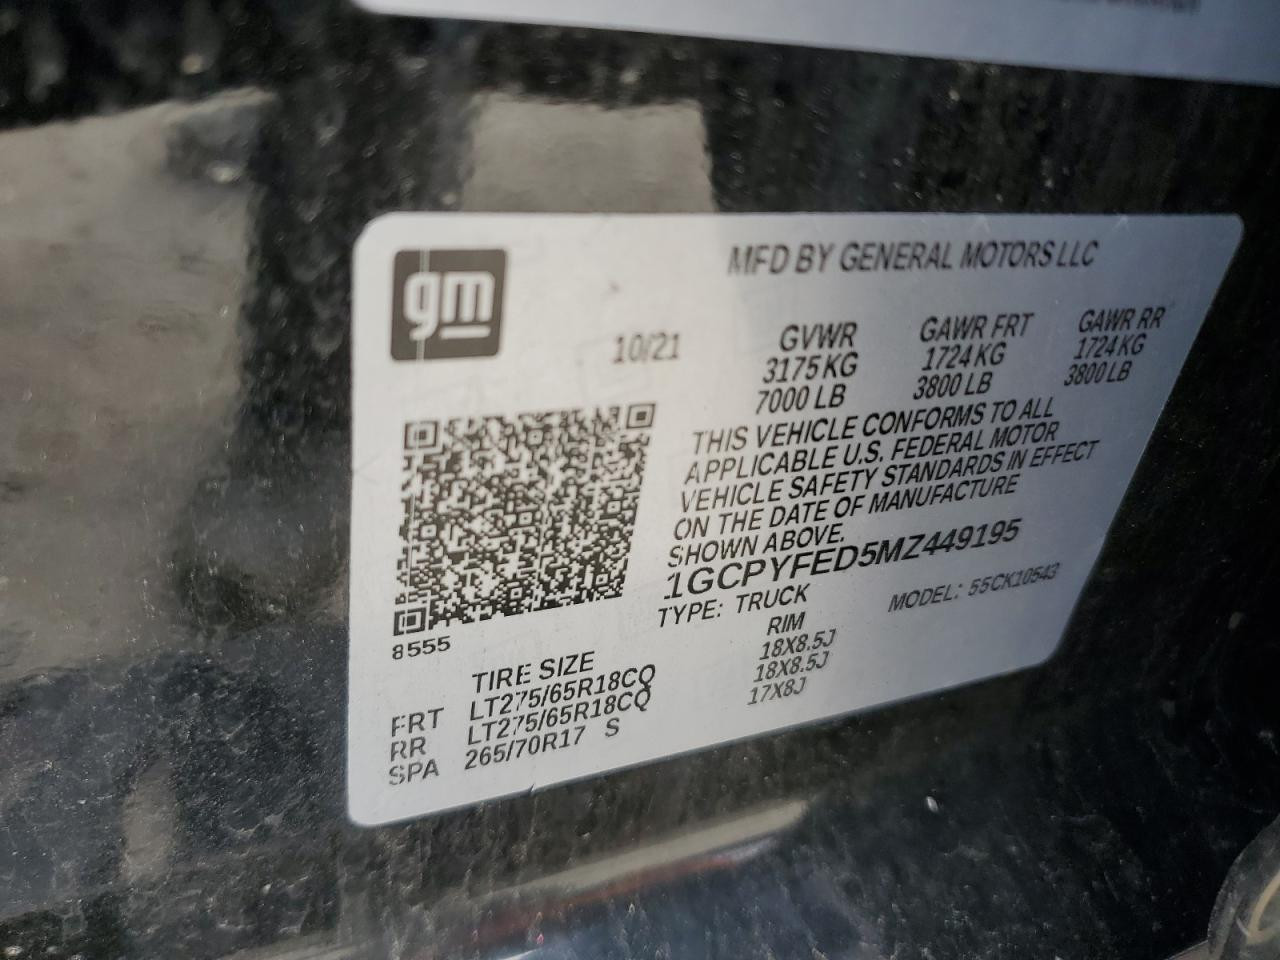 gm
MFD BY GENERAL MOTORS LLC
10/21
GVWR GAWR FRT GAWR RR
3175 KG 1724 KG 1724 KG
7000 LB 3800 LB 3800 LB
THIS VEHICLE CONFORMS TO ALL
APPLICABLE U.S. FEDERAL MOTOR
VEHICLE SAFETY STANDARDS IN EFFECT
ON THE DATE OF MANUFACTURE
SHOWN ABOVE.
1GCPYFED5MZ449195
TYPE: TRUCK MODEL: 55CK10543
8555
TIRE SIZE RIM
FRT LT275/65R18CQ 18X8.5J
RR LT275/65R18CQ 18X8.5J
SPA 265/70R17 S 17X8J